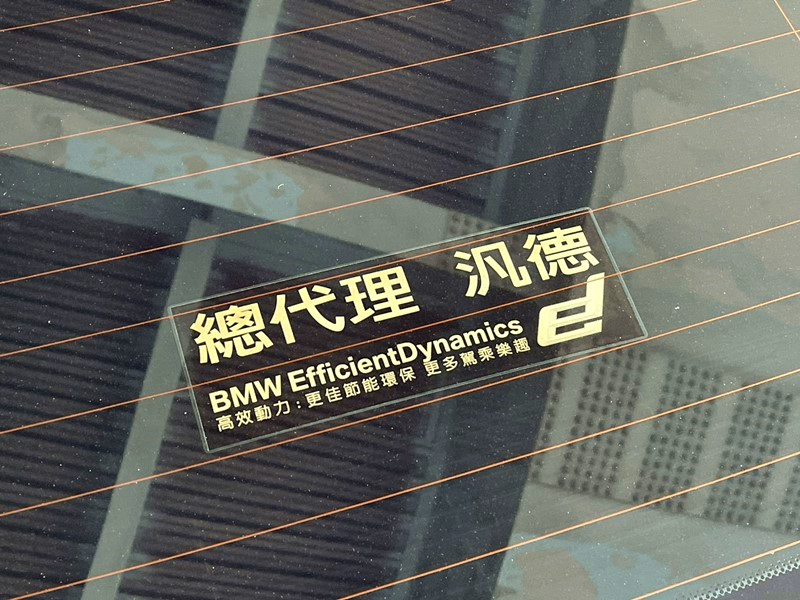 總代理 汎德
BMW EfficientDynamics
高效動力:更佳節能環保 更多駕乘樂趣